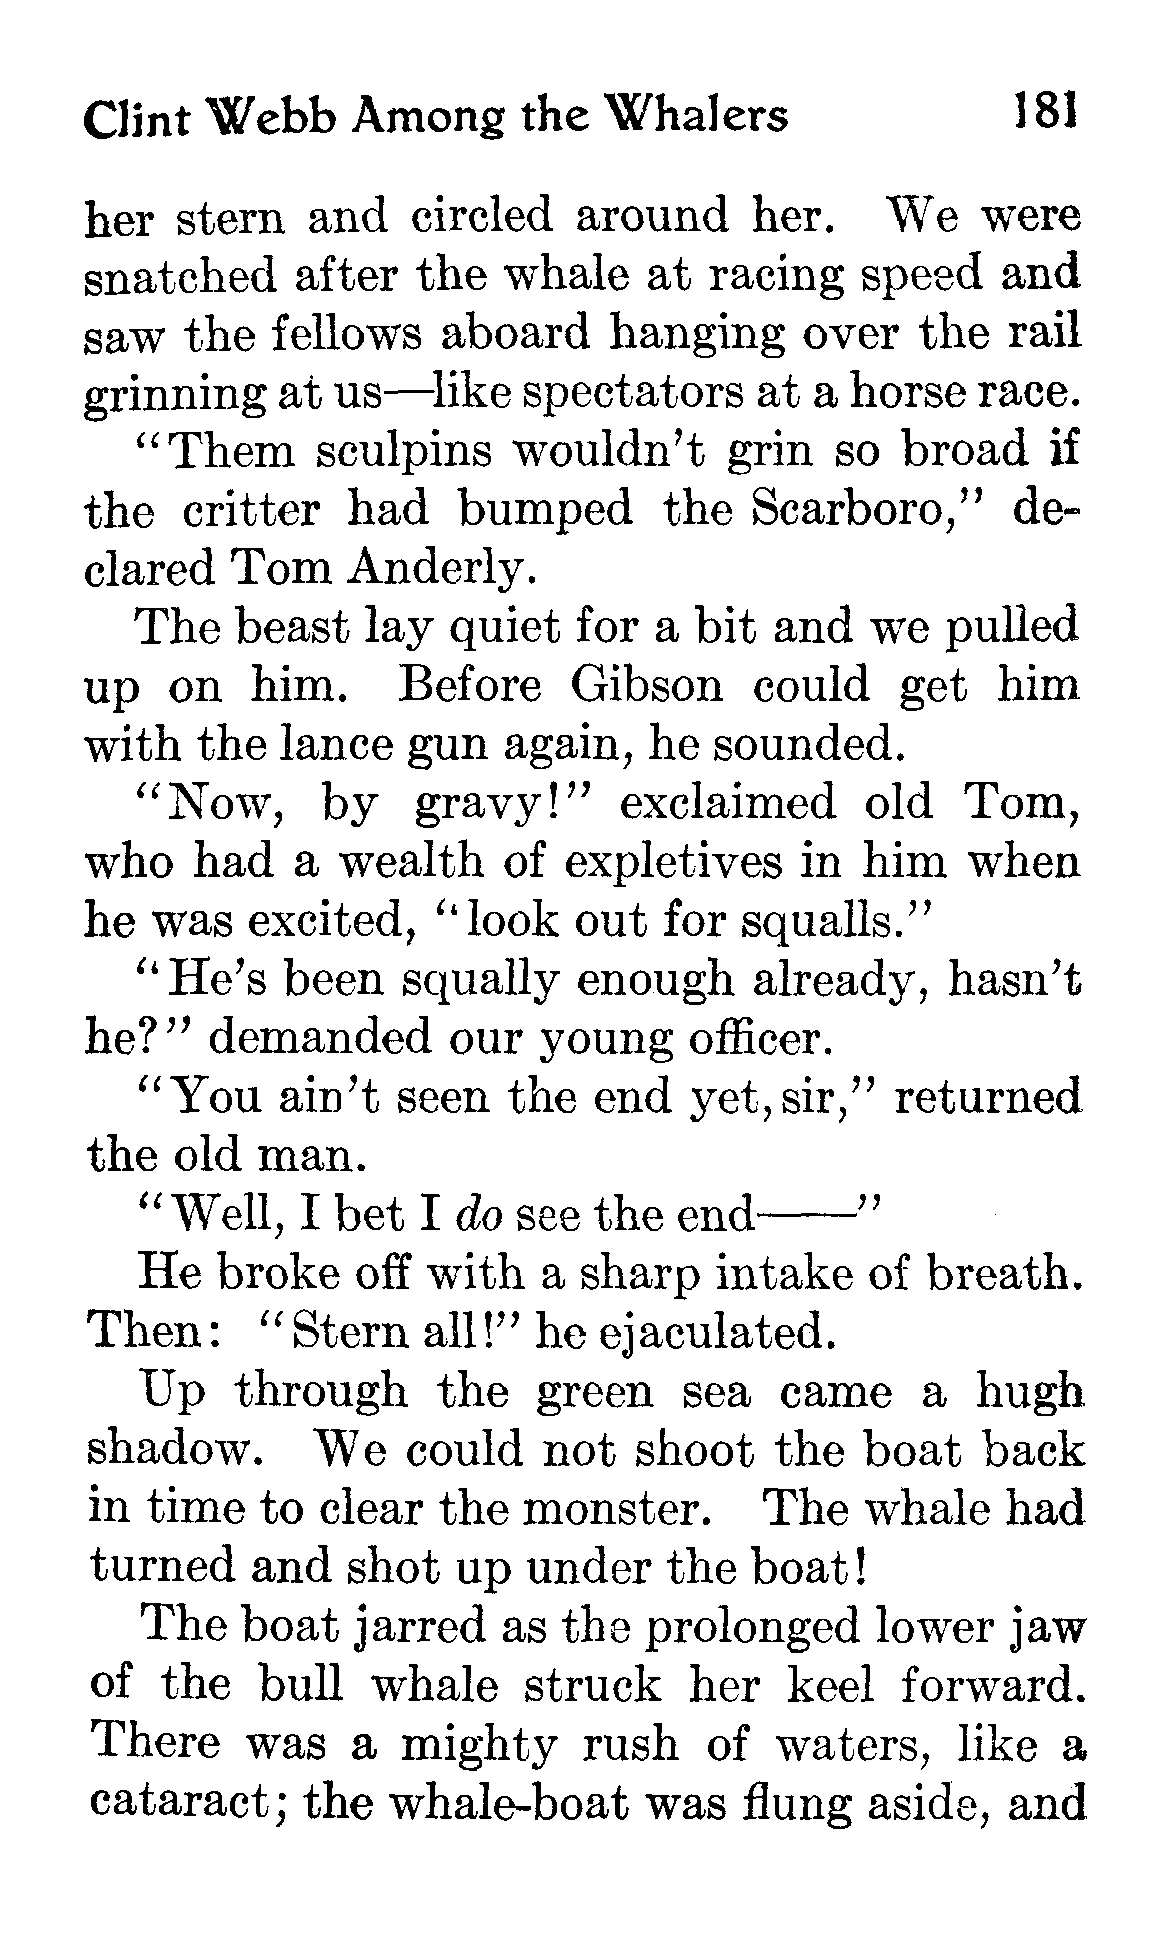 Clint Webb Among the Whalers 181
her stern and circled around her. We were
snatched after the whale at racing speed and
saw the fellows aboard hanging over the rail
grinning at us—like spectators at a horse race.
"Them sculpins wouldn't grin so broad if
the critter had bumped the Scarboro," de-
clared Tom Anderly.
The beast lay quiet for a bit and we pulled
up on him. Before Gibson could get him
with the lance gun again, he sounded.
"Now, by gravy!" exclaimed old Tom,
who had a wealth of expletives in him when
he was excited, "look out for squalls."
"He's been squally enough already, hasn't
he?" demanded our young officer.
"You ain't seen the end yet, sir," returned
the old man.
"Well, I bet I do see the end——"
He broke off with a sharp intake of breath.
Then: "Stern all!" he ejaculated.
Up through the green sea came a hugh
shadow. We could not shoot the boat back
in time to clear the monster. The whale had
turned and shot up under the boat!
The boat jarred as the prolonged lower jaw
of the bull whale struck her keel forward.
There was a mighty rush of waters, like a
cataract; the whale-boat was flung aside, and